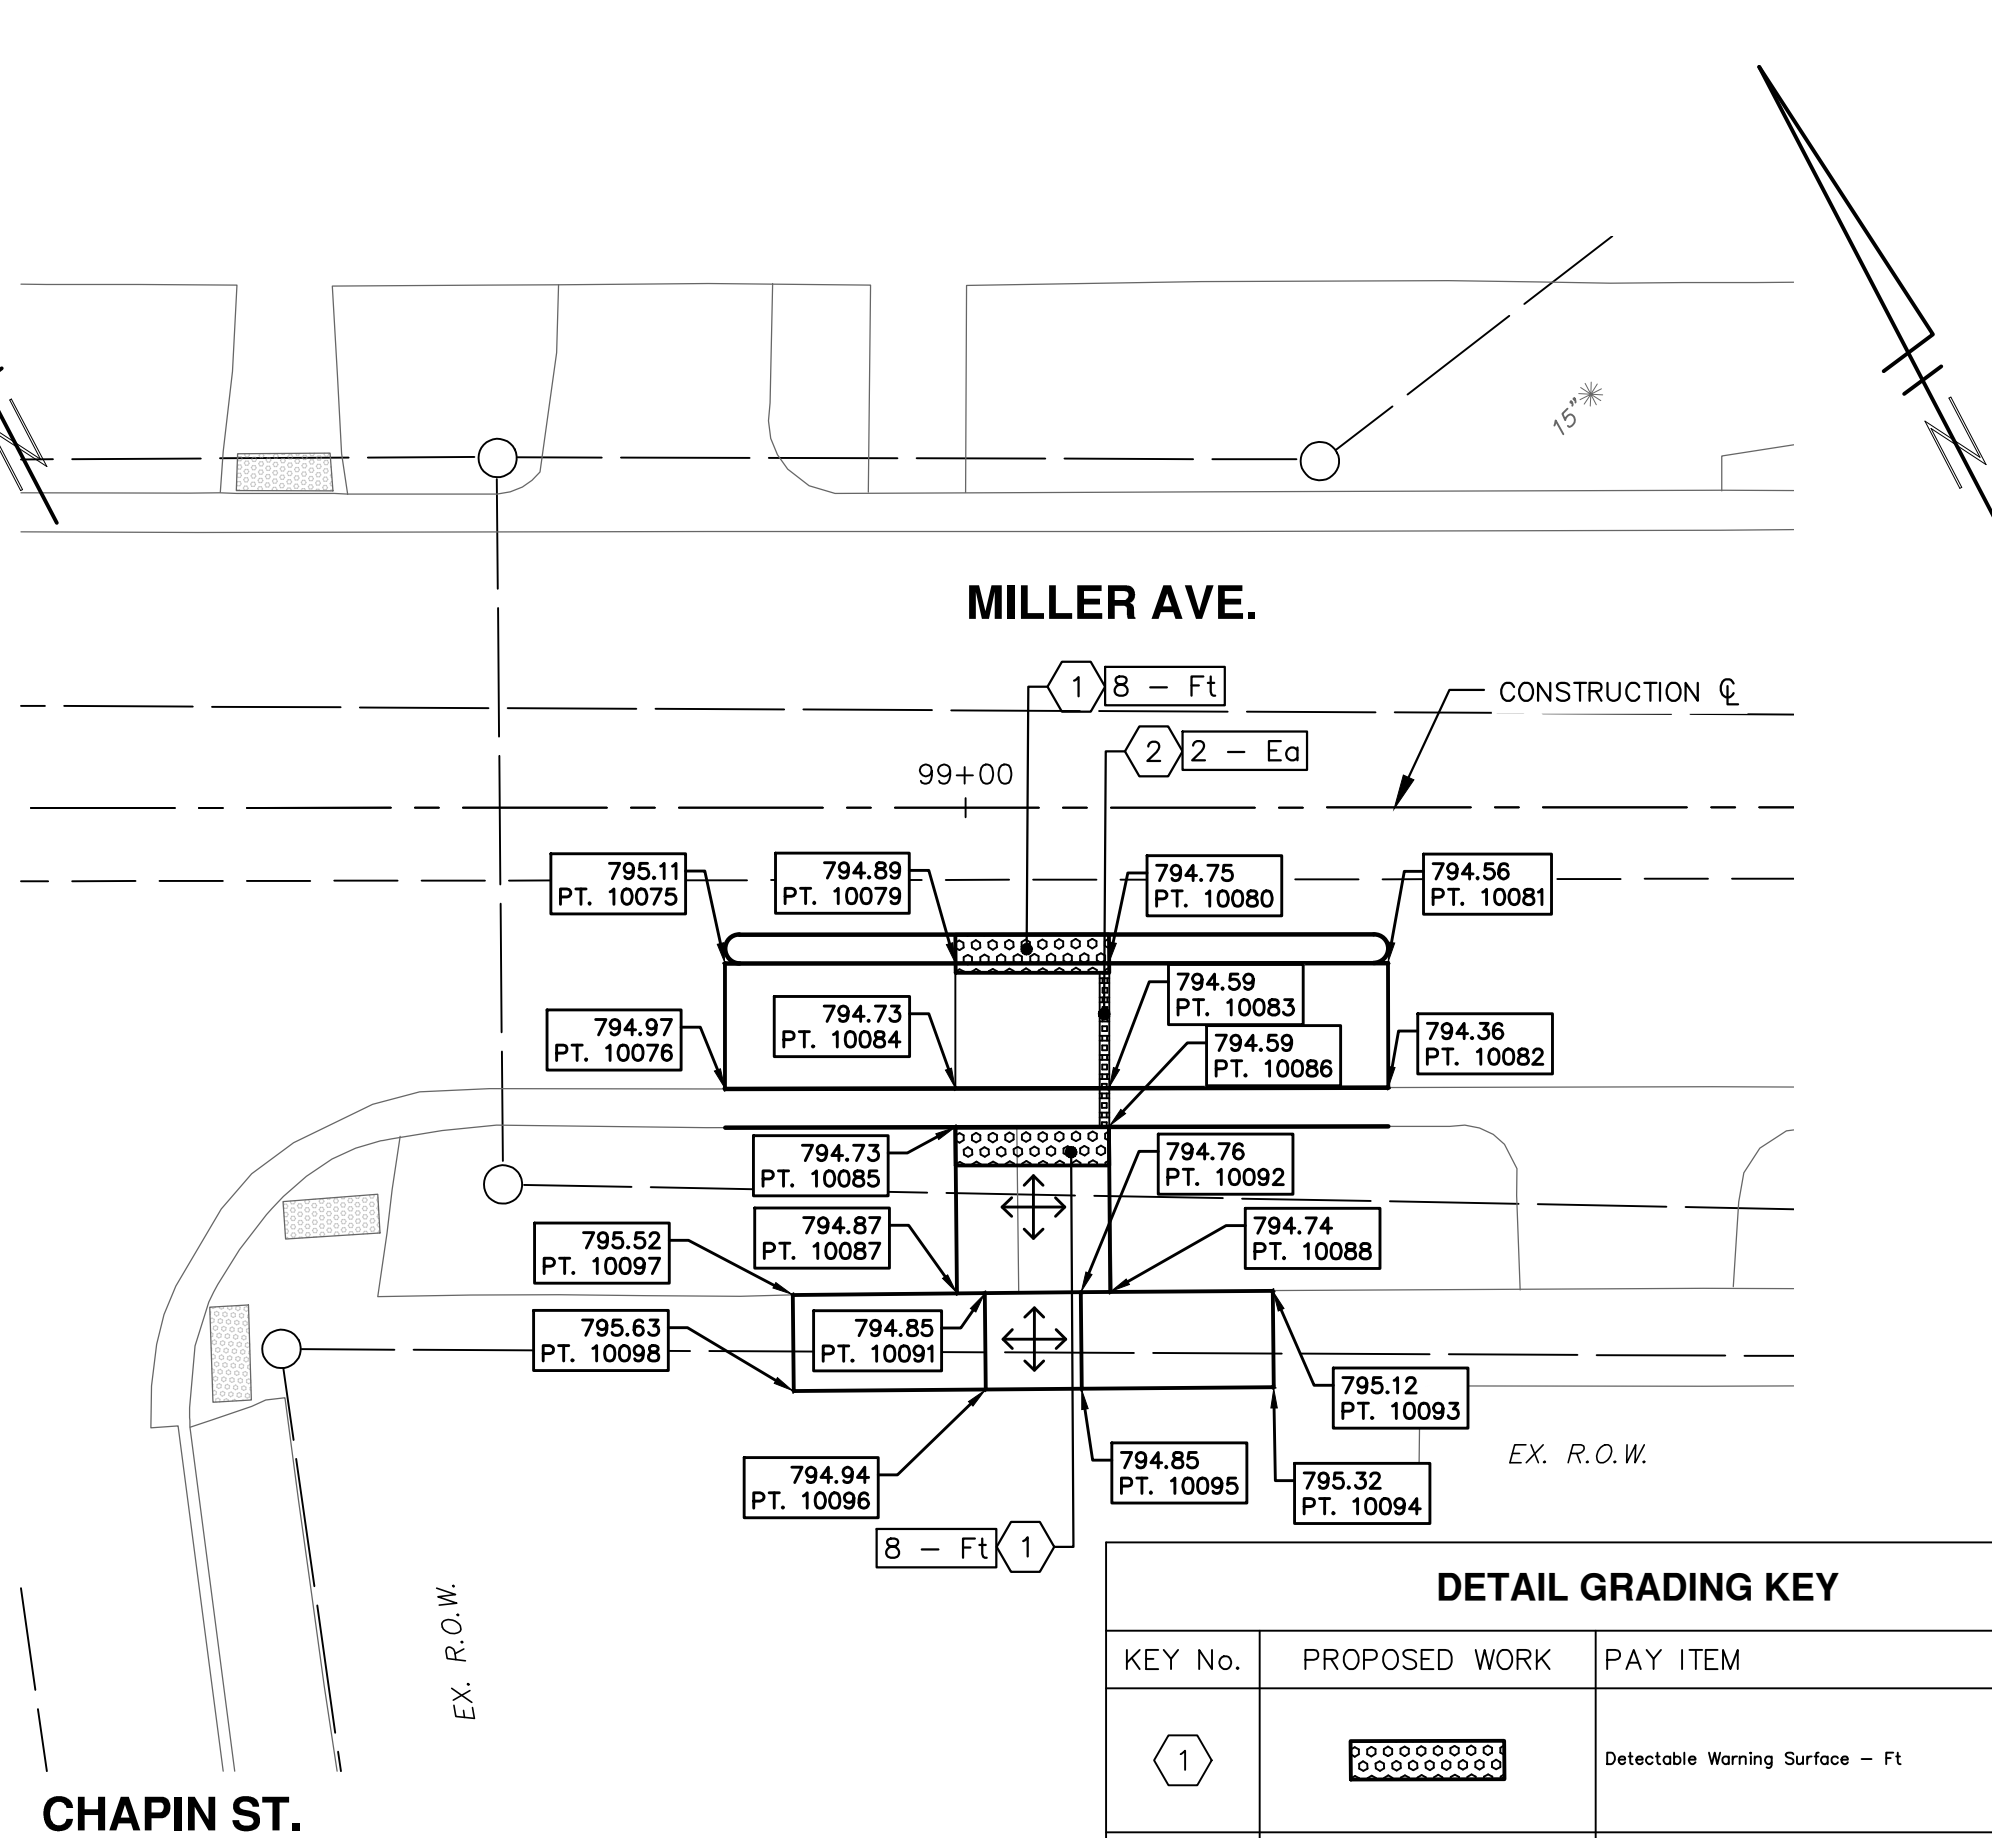 15"
MILLER AVE.
1 8 - Ft
CONSTRUCTION ℄
2 2 - Ea
99+00
795.11
PT. 10075
794.89
PT. 10079
794.75
PT. 10080
794.56
PT. 10081
794.97
PT. 10076
794.73
PT. 10084
794.59
PT. 10083
794.59
PT. 10086
794.36
PT. 10082
794.73
PT. 10085
794.76
PT. 10092
795.52
PT. 10097
794.87
PT. 10087
794.74
PT. 10088
795.63
PT. 10098
794.85
PT. 10091
795.12
PT. 10093
794.94
PT. 10096
794.85
PT. 10095
795.32
PT. 10094
EX. R.O.W.
8 - Ft 1
EX. R.O.W.
DETAIL GRADING KEY
KEY No. PROPOSED WORK PAY ITEM
1 Detectable Warning Surface - Ft
CHAPIN ST.
N
N